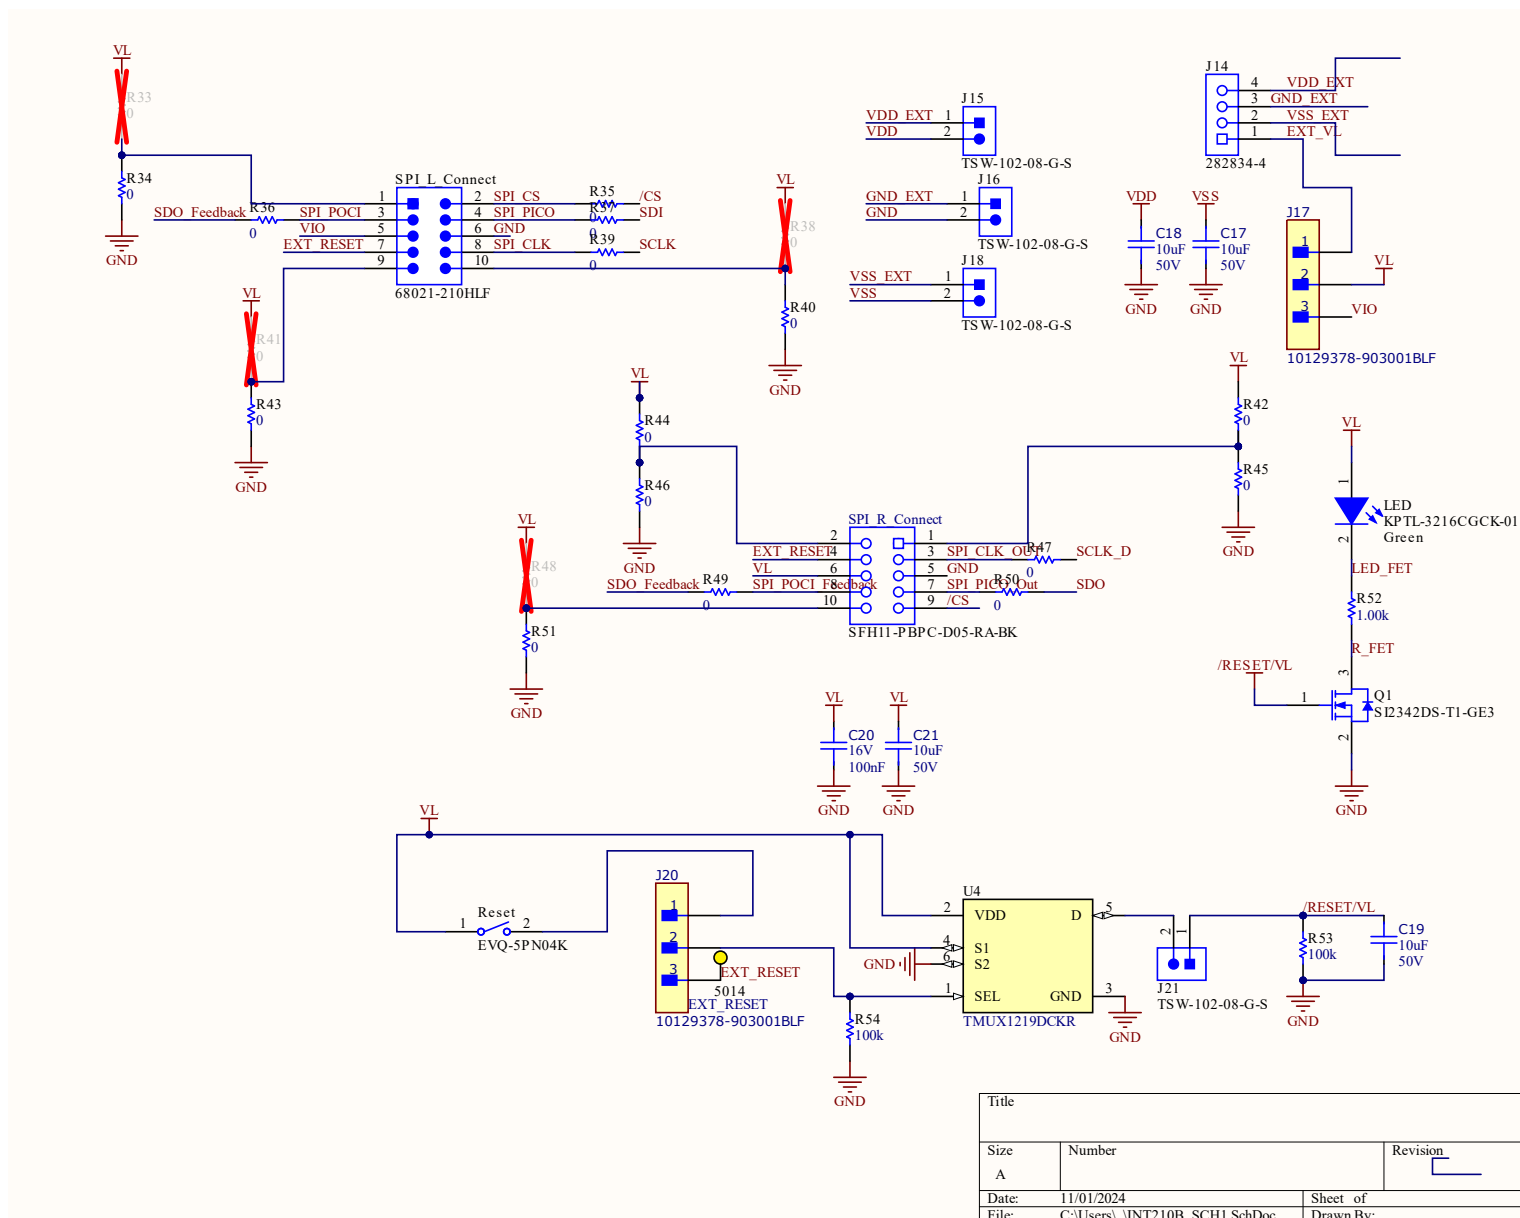 VL
R33
0
R34
0
GND
SPI_L_Connect
1
2
SPI_CS
R35
0
/CS
SDO_Feedback
R36
0
SPI_POCI
3
4
SPI_PICO
R37
0
SDI
VIO
5
6
GND
EXT_RESET
7
8
SPI_CLK
R39
0
SCLK
9
10
68021-210HLF
VL
R38
0
R40
0
GND
VL
R41
0
R43
0
GND
J15
VDD_EXT
1
VDD
2
TSW-102-08-G-S
J16
GND_EXT
1
GND
2
TSW-102-08-G-S
J18
VSS_EXT
1
VSS
2
TSW-102-08-G-S
J14
4
VDD_EXT
3
GND_EXT
2
VSS_EXT
1
EXT_VL
282834-4
VDD
C18
10uF
50V
GND
VSS
C17
10uF
50V
GND
J17
1
2
VL
3
VIO
10129378-903001BLF
VL
R44
0
R46
0
GND
VL
R42
0
R45
0
GND
VL
R48
0
R51
0
GND
SPI_R_Connect
2
1
EXT_RESET
4
3
SPI_CLK_OUT
R47
0
SCLK_D
VL
6
5
GND
SDO_Feedback
R49
0
SPI_POCI_Feedback
8
7
SPI_PICO_Out
R50
0
SDO
10
9
/CS
SFH11-PBPC-D05-RA-BK
VL
1
LED
KPTL-3216CGCK-01
Green
2
LED_FET
R52
1.00k
R_FET
/RESET/VL
3
1
Q1
SI2342DS-T1-GE3
2
GND
VL
C20
16V
100nF
GND
VL
C21
10uF
50V
GND
VL
Reset
1
2
EVQ-5PN04K
J20
1
2
3
EXT_RESET
5014
EXT_RESET
10129378-903001BLF
R54
100k
GND
U4
2
VDD
D
5
4
S1
GND
6
S2
1
SEL
GND
3
TMUX1219DCKR
GND
2
1
J21
TSW-102-08-G-S
/RESET/VL
R53
100k
C19
10uF
50V
GND
Title
Size
Number
Revision
A
Date:
11/01/2024
Sheet of
File:
C:\Users\..\INT210B_SCH1.SchDoc
Drawn By: